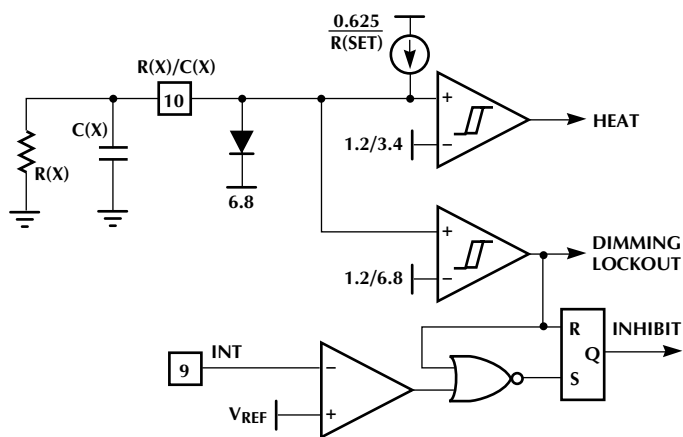 0.625
R(SET)
R(X)/C(X)
10
+
C(X)
R(X)
1.2/3.4
−
HEAT
6.8
+
1.2/6.8
−
DIMMING
LOCKOUT
R
INHIBIT
Q
S
INT
9
−
VREF
+